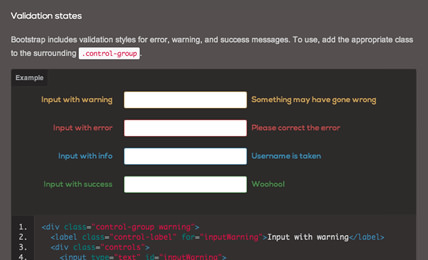 Validation states
Bootstrap includes validation styles for error, warning, and success messages. To use, add the appropriate class
to the surrounding .control-group.
Example
Input with warning Something may have gone wrong
Input with error Please correct the error
Input with info Username is taken
Input with success Woohoo!
1. <div class="control-group warning">
2. <label class="control-label" for="inputWarning">Input with warning</label>
3. <div class="controls">
4. <input type="text" id="inputWarning">